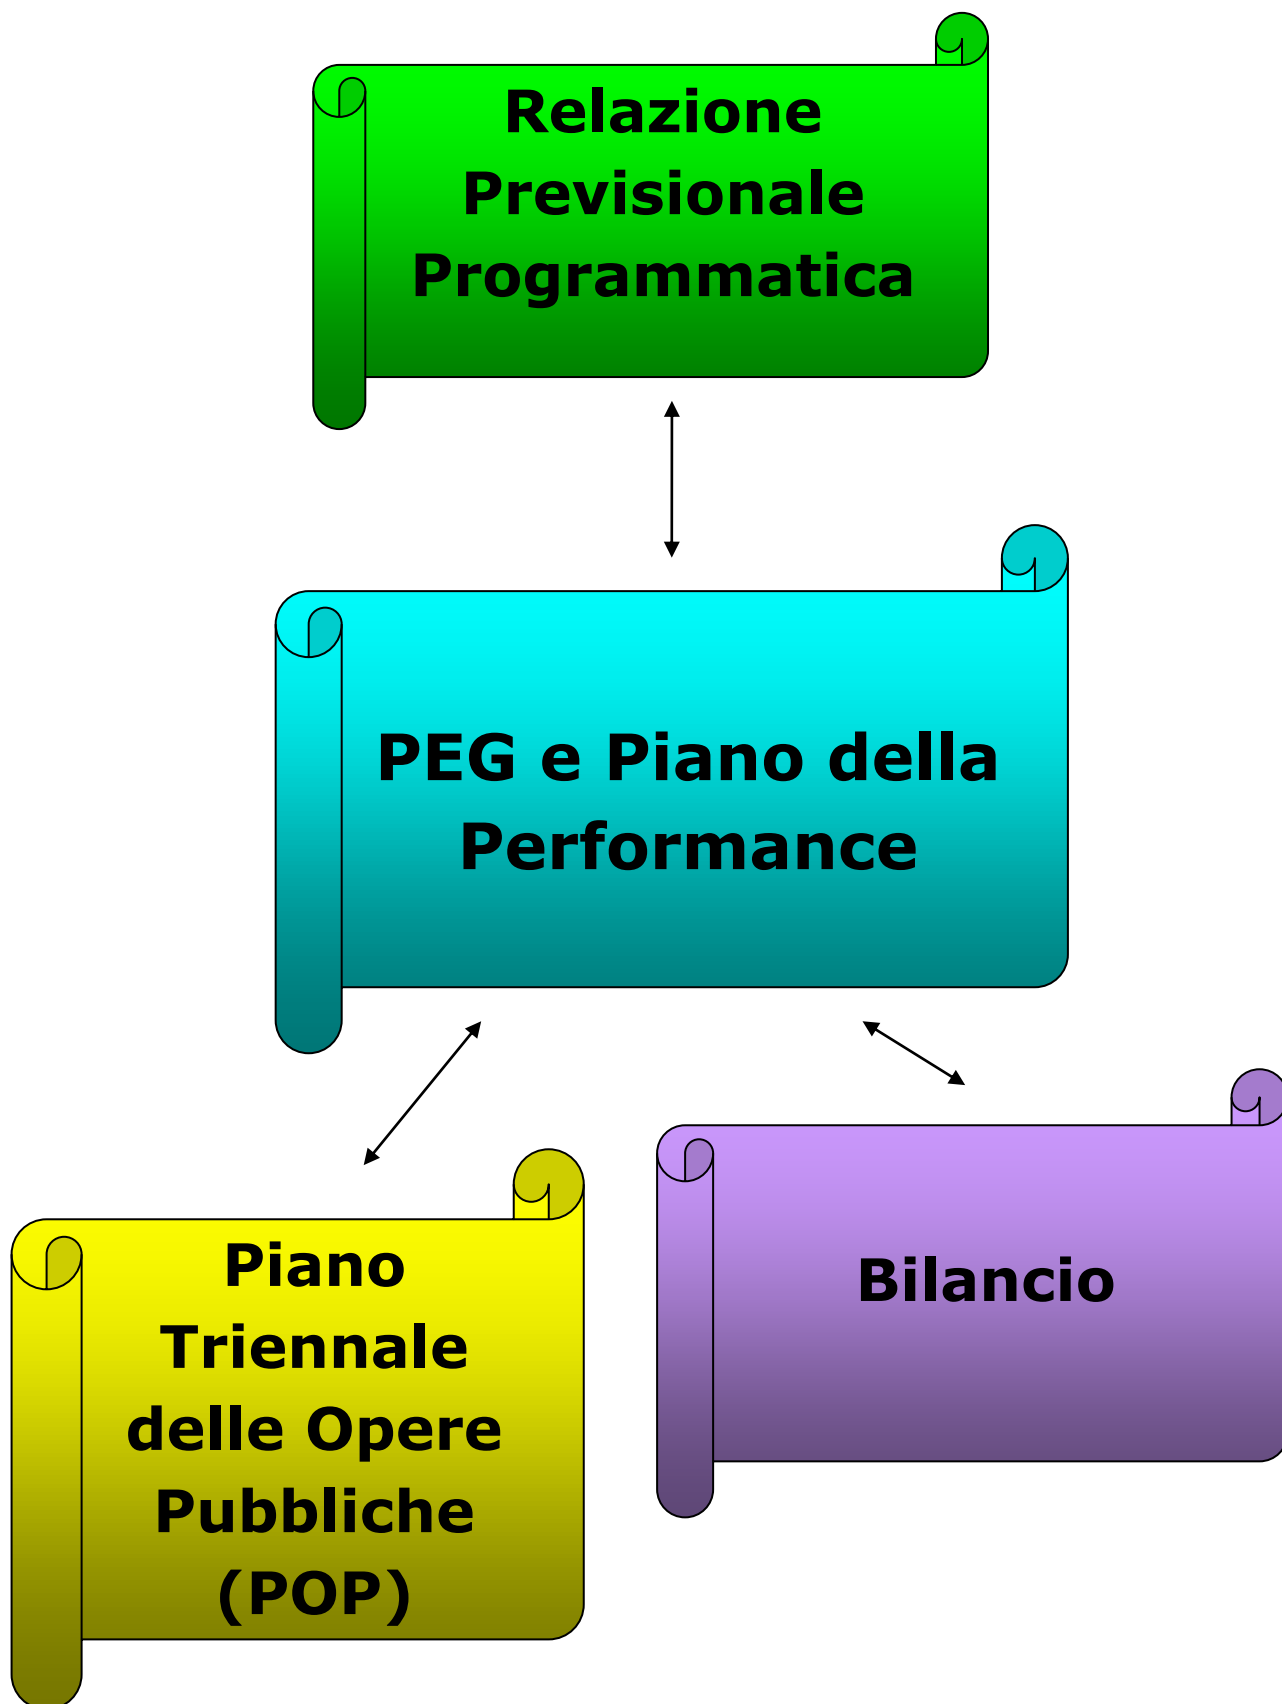 Relazione
Previsionale
Programmatica
PEG e Piano della
Performance
Piano
Triennale
delle Opere
Pubbliche
(POP)
Bilancio